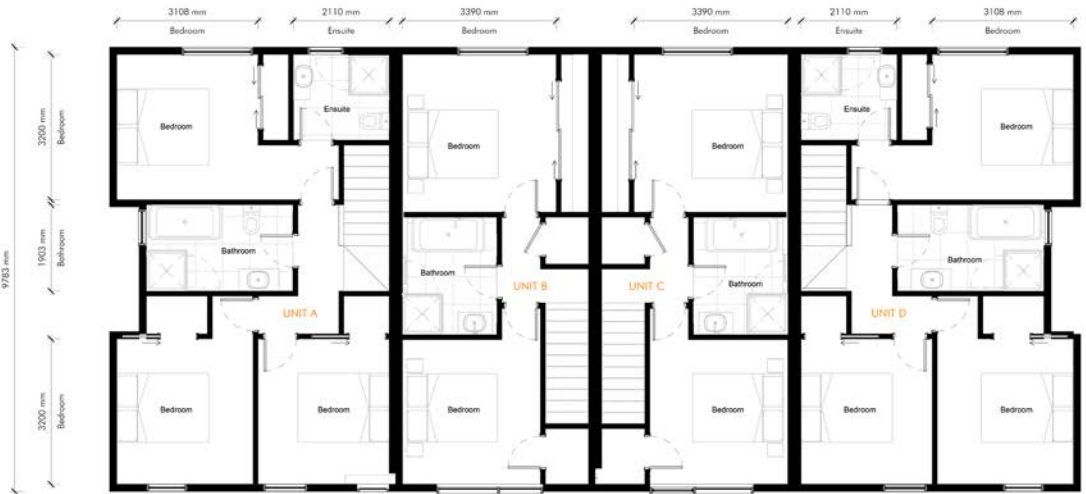 3108 mm
2110 mm
3390 mm
3390 mm
2110 mm
3108 mm
Bedroom
Ensuite
Bedroom
Bedroom
Ensuite
Bedroom
9783 mm
3200 mm
Bedroom
1903 mm
Bathroom
3200 mm
Bedroom
Bedroom
Ensuite
Bedroom
Bedroom
Ensuite
Bedroom
Bathroom
Bathroom
UNIT B
UNIT C
Bathroom
Bathroom
UNIT A
UNIT D
Bedroom
Bedroom
Bedroom
Bedroom
Bedroom
Bedroom